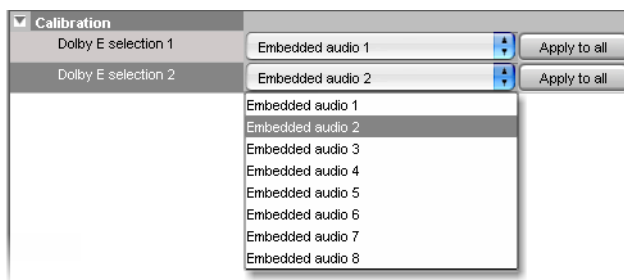 Calibration
Dolby E selection 1 Embedded audio 1 Apply to all
Dolby E selection 2 Embedded audio 2 Apply to all
Embedded audio 1
Embedded audio 2
Embedded audio 3
Embedded audio 4
Embedded audio 5
Embedded audio 6
Embedded audio 7
Embedded audio 8